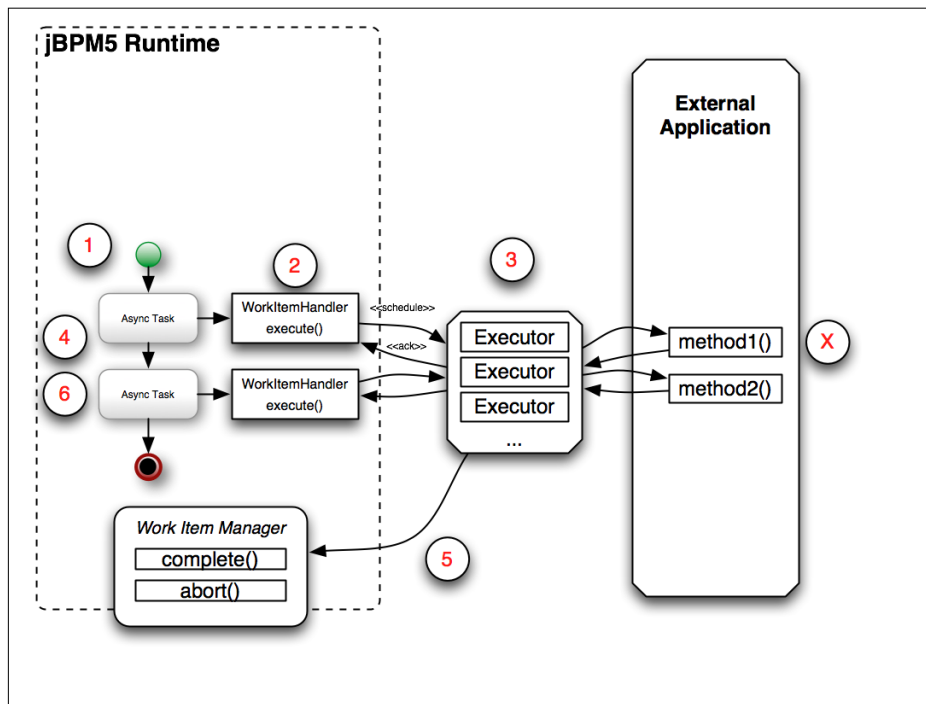 jBPM5 Runtime
External
Application
1
2
3
Async Task
WorkItemHandler
execute()
<<schedule>>
<<ack>>
Executor
Executor
Executor
...
method1()
method2()
X
4
6
Async Task
WorkItemHandler
execute()
Work Item Manager
complete()
abort()
5